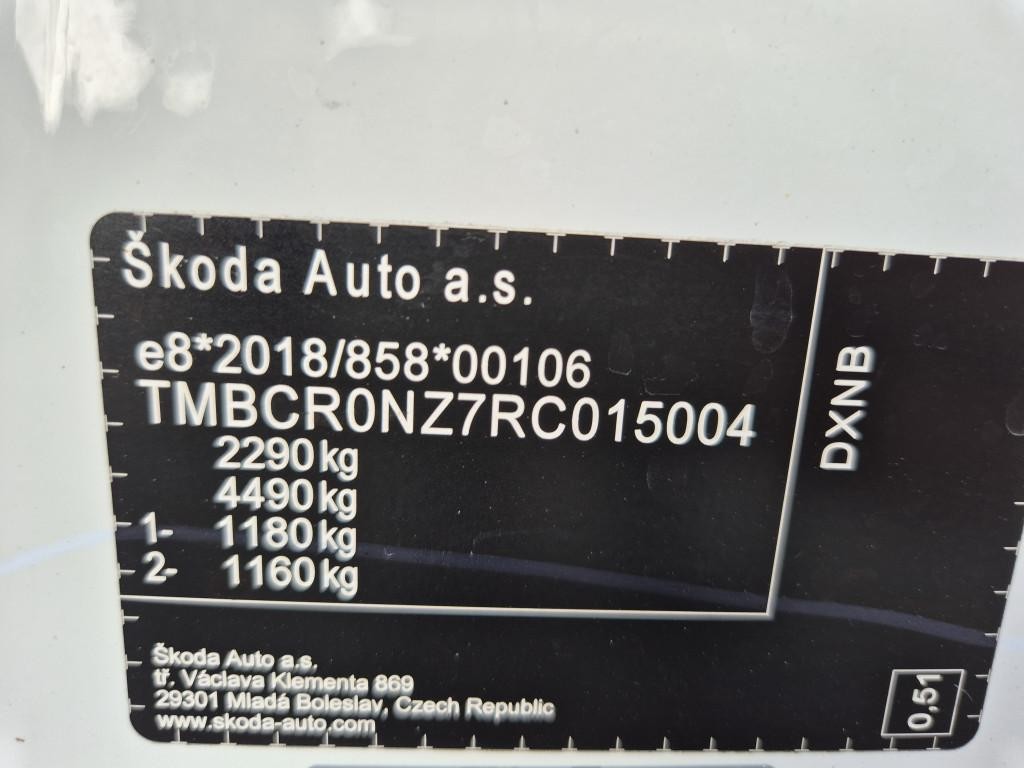 Škoda Auto a.s.
e8*2018/858*00106
TMBCR0NZ7RC015004
2290 kg
4490 kg
1- 1180 kg
2- 1160 kg
DXNB
Škoda Auto a.s.
tř. Václava Klementa 869
29301 Mladá Boleslav, Czech Republic
www.skoda-auto.com
0,51